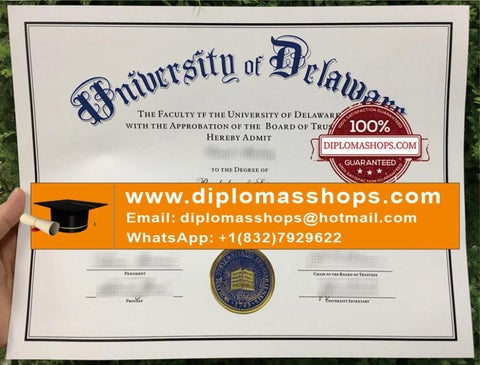 University of Delaware
THE FACULTY TF THE UNIVERSITY OF DELAWARE
WITH THE APPROBATION OF THE BOARD OF
HEREBY ADMIT
TO THE DEGREE OF
100%
DIPLOMASSHOPS.COM
GUARANTEED
www.diplomasshops.com
Email: diplomasshops@hotmail.com
WhatsApp: +1(832)7929622
PRESIDENT
CHAIR OF THE BOARD OF TRUSTEES
PROVOST
UNIVERSITY SECRETARY